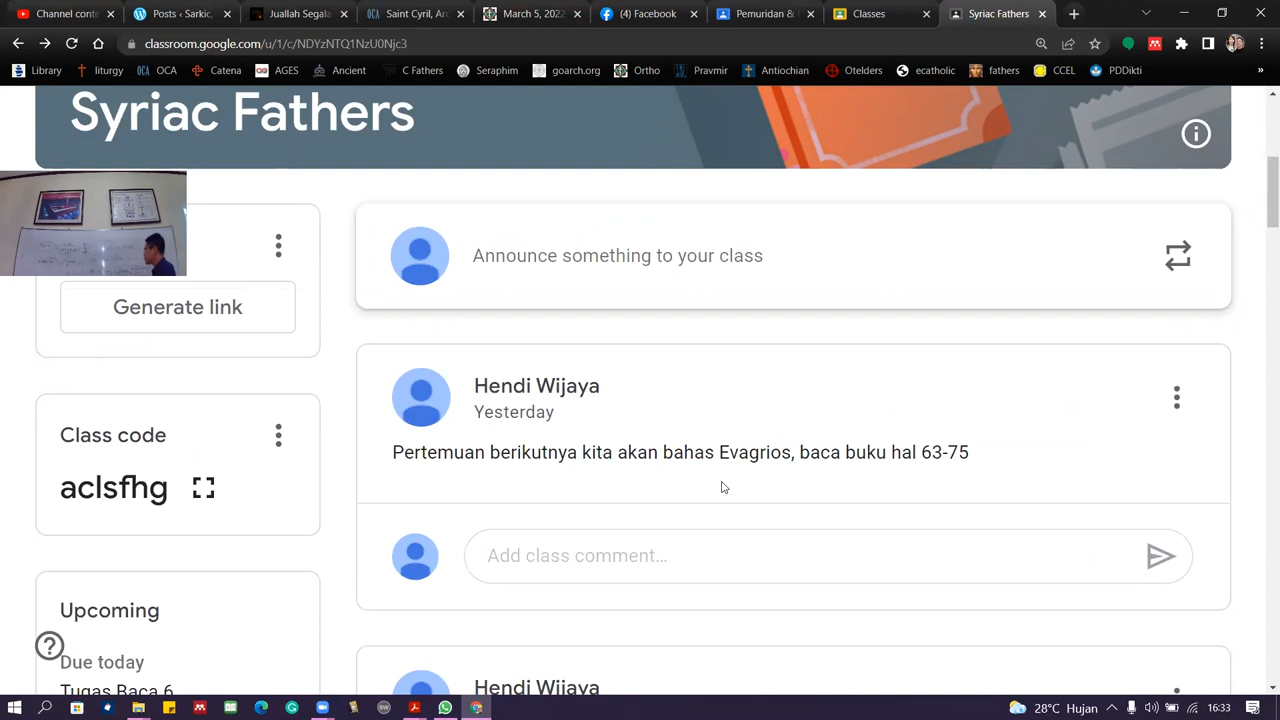 Channel conten
Posts ‹ Sarkic,
Juallah Segala
Saint Cyril, Arc
March 5, 2022
(4) Facebook
Pemuridan &
Classes
Syriac Fathers
classroom.google.com/u/1/c/NDYzNTQ1NzU0Njc3
Library
liturgy
OCA
Catena
AGES
Ancient
C Fathers
Seraphim
goarch.org
Ortho
Pravmir
Antiochian
Otelders
ecatholic
fathers
CCEL
PDDikti
»
Syriac Fathers
Generate link
Announce something to your class
Hendi Wijaya
Yesterday
Pertemuan berikutnya kita akan bahas Evagrios, baca buku hal 63-75
Add class comment…
Class code
aclsfhg
Upcoming
Due today
Tugas Baca 6
Hendi Wijaya
28°C Hujan
16:33